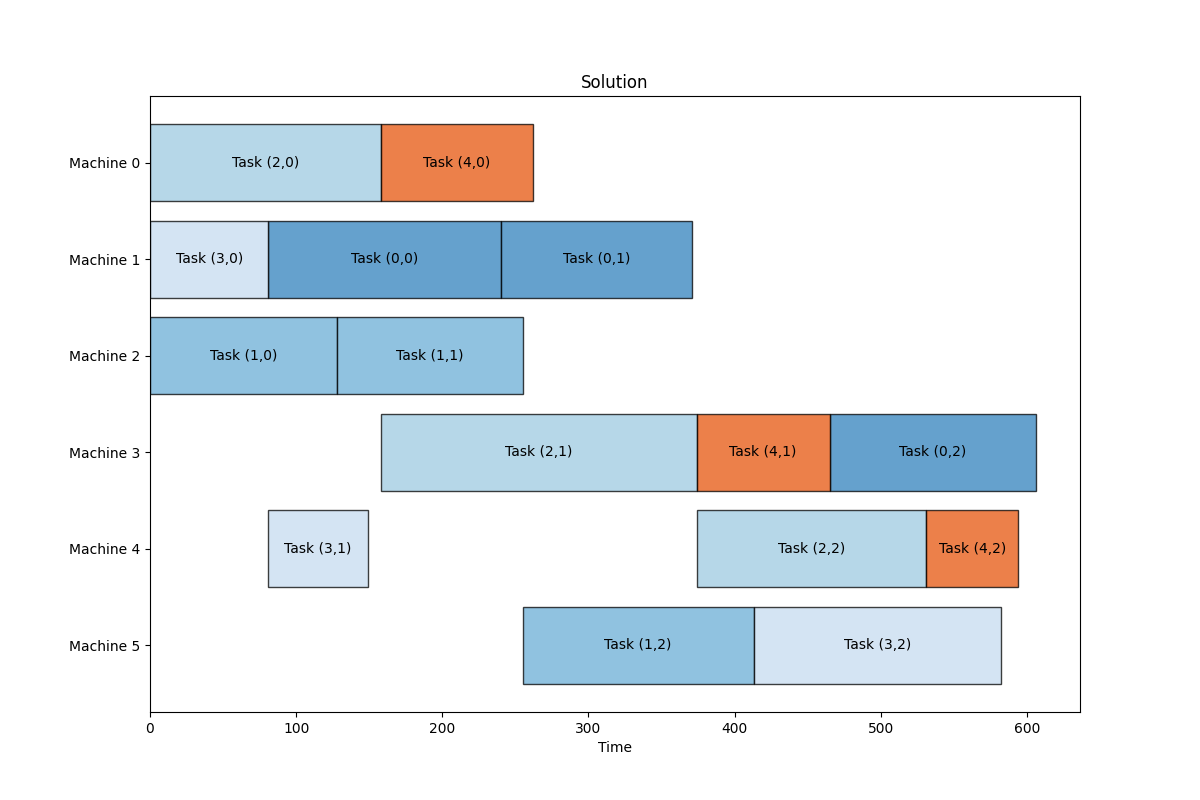 Solution
Machine 0
Task (2,0)
Task (4,0)
Machine 1
Task (3,0)
Task (0,0)
Task (0,1)
Machine 2
Task (1,0)
Task (1,1)
Machine 3
Task (2,1)
Task (4,1)
Task (0,2)
Machine 4
Task (3,1)
Task (2,2)
Task (4,2)
Machine 5
Task (1,2)
Task (3,2)
0 100 200 300 400 500 600
Time